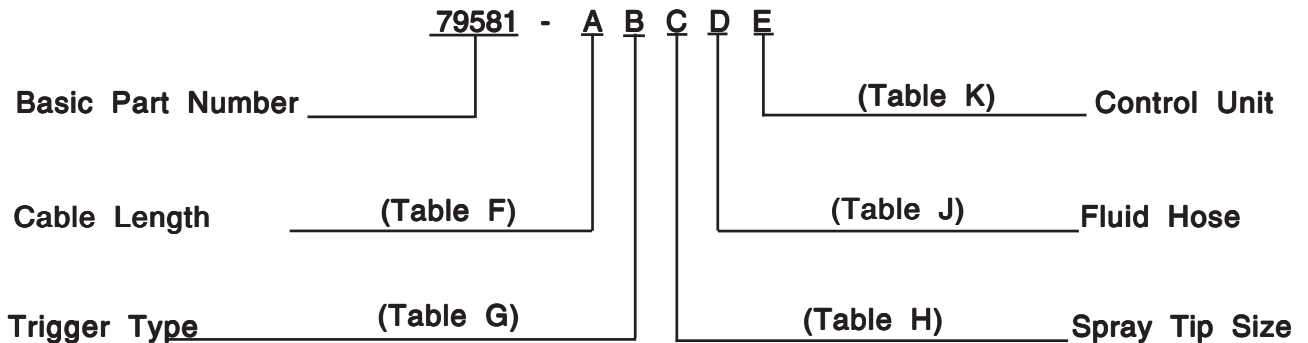 79581 - A B C D E
Basic Part Number
(Table K) Control Unit
Cable Length (Table F)
(Table J) Fluid Hose
Trigger Type (Table G)
(Table H) Spray Tip Size